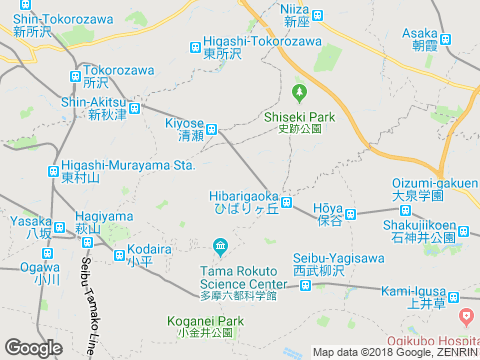 Shin-Tokorozawa
新所沢
Niiza
新座
Asaka
朝霞
Higashi-Tokorozawa
東所沢
Tokorozawa
所沢
Shin-Akitsu
新秋津
Shiseki Park
史跡公園
Kiyose
清瀬
Higashi-Murayama Sta.
東村山
Oizumi-gakuen
大泉学園
Hibarigaoka
ひばりヶ丘
Hōya
保谷
Yasaka
八坂
Hagiyama
萩山
Shakujiikoen
石神井公園
Kodaira
小平
Ogawa
小川
Tama Rokuto
Science Center
多摩六都科学館
Seibu-Yagisawa
西武柳沢
Seibu-Tamako-Line
Kami-Igusa
上井草
Koganei Park
小金井公園
Ogikubo Hospital
Google
Map data ©2018 Google, ZENRIN